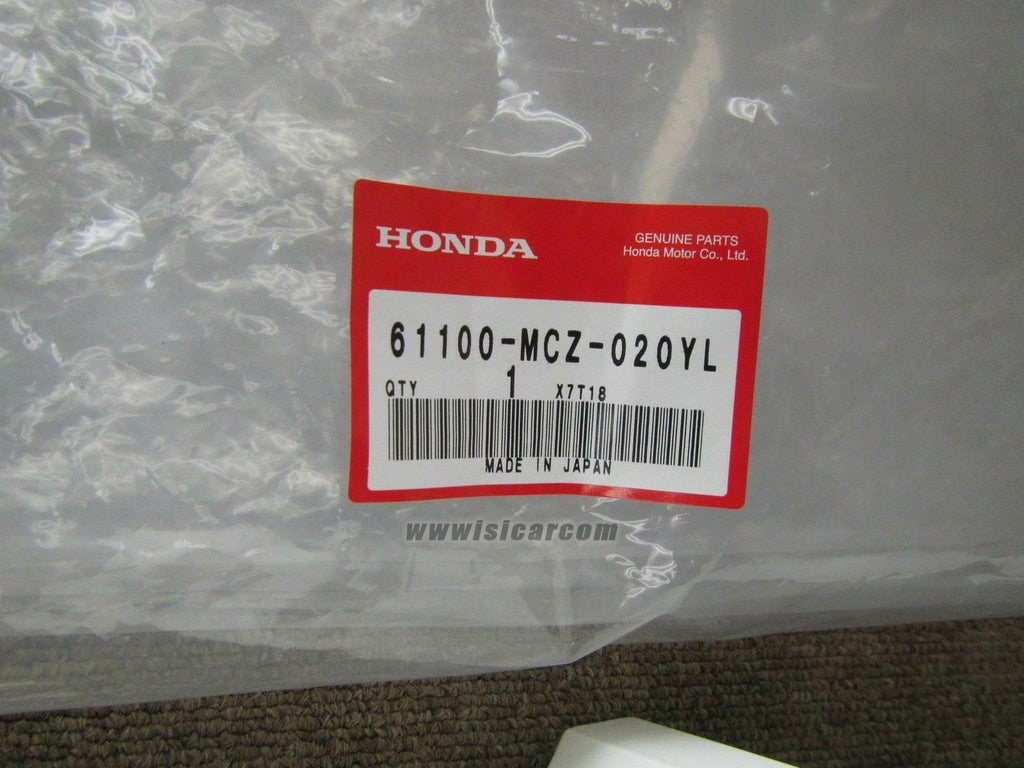 HONDA
GENUINE PARTS
Honda Motor Co., Ltd.
61100-MCZ-020YL
QTY 1 X7T18
MADE IN JAPAN
wwwisicarcom